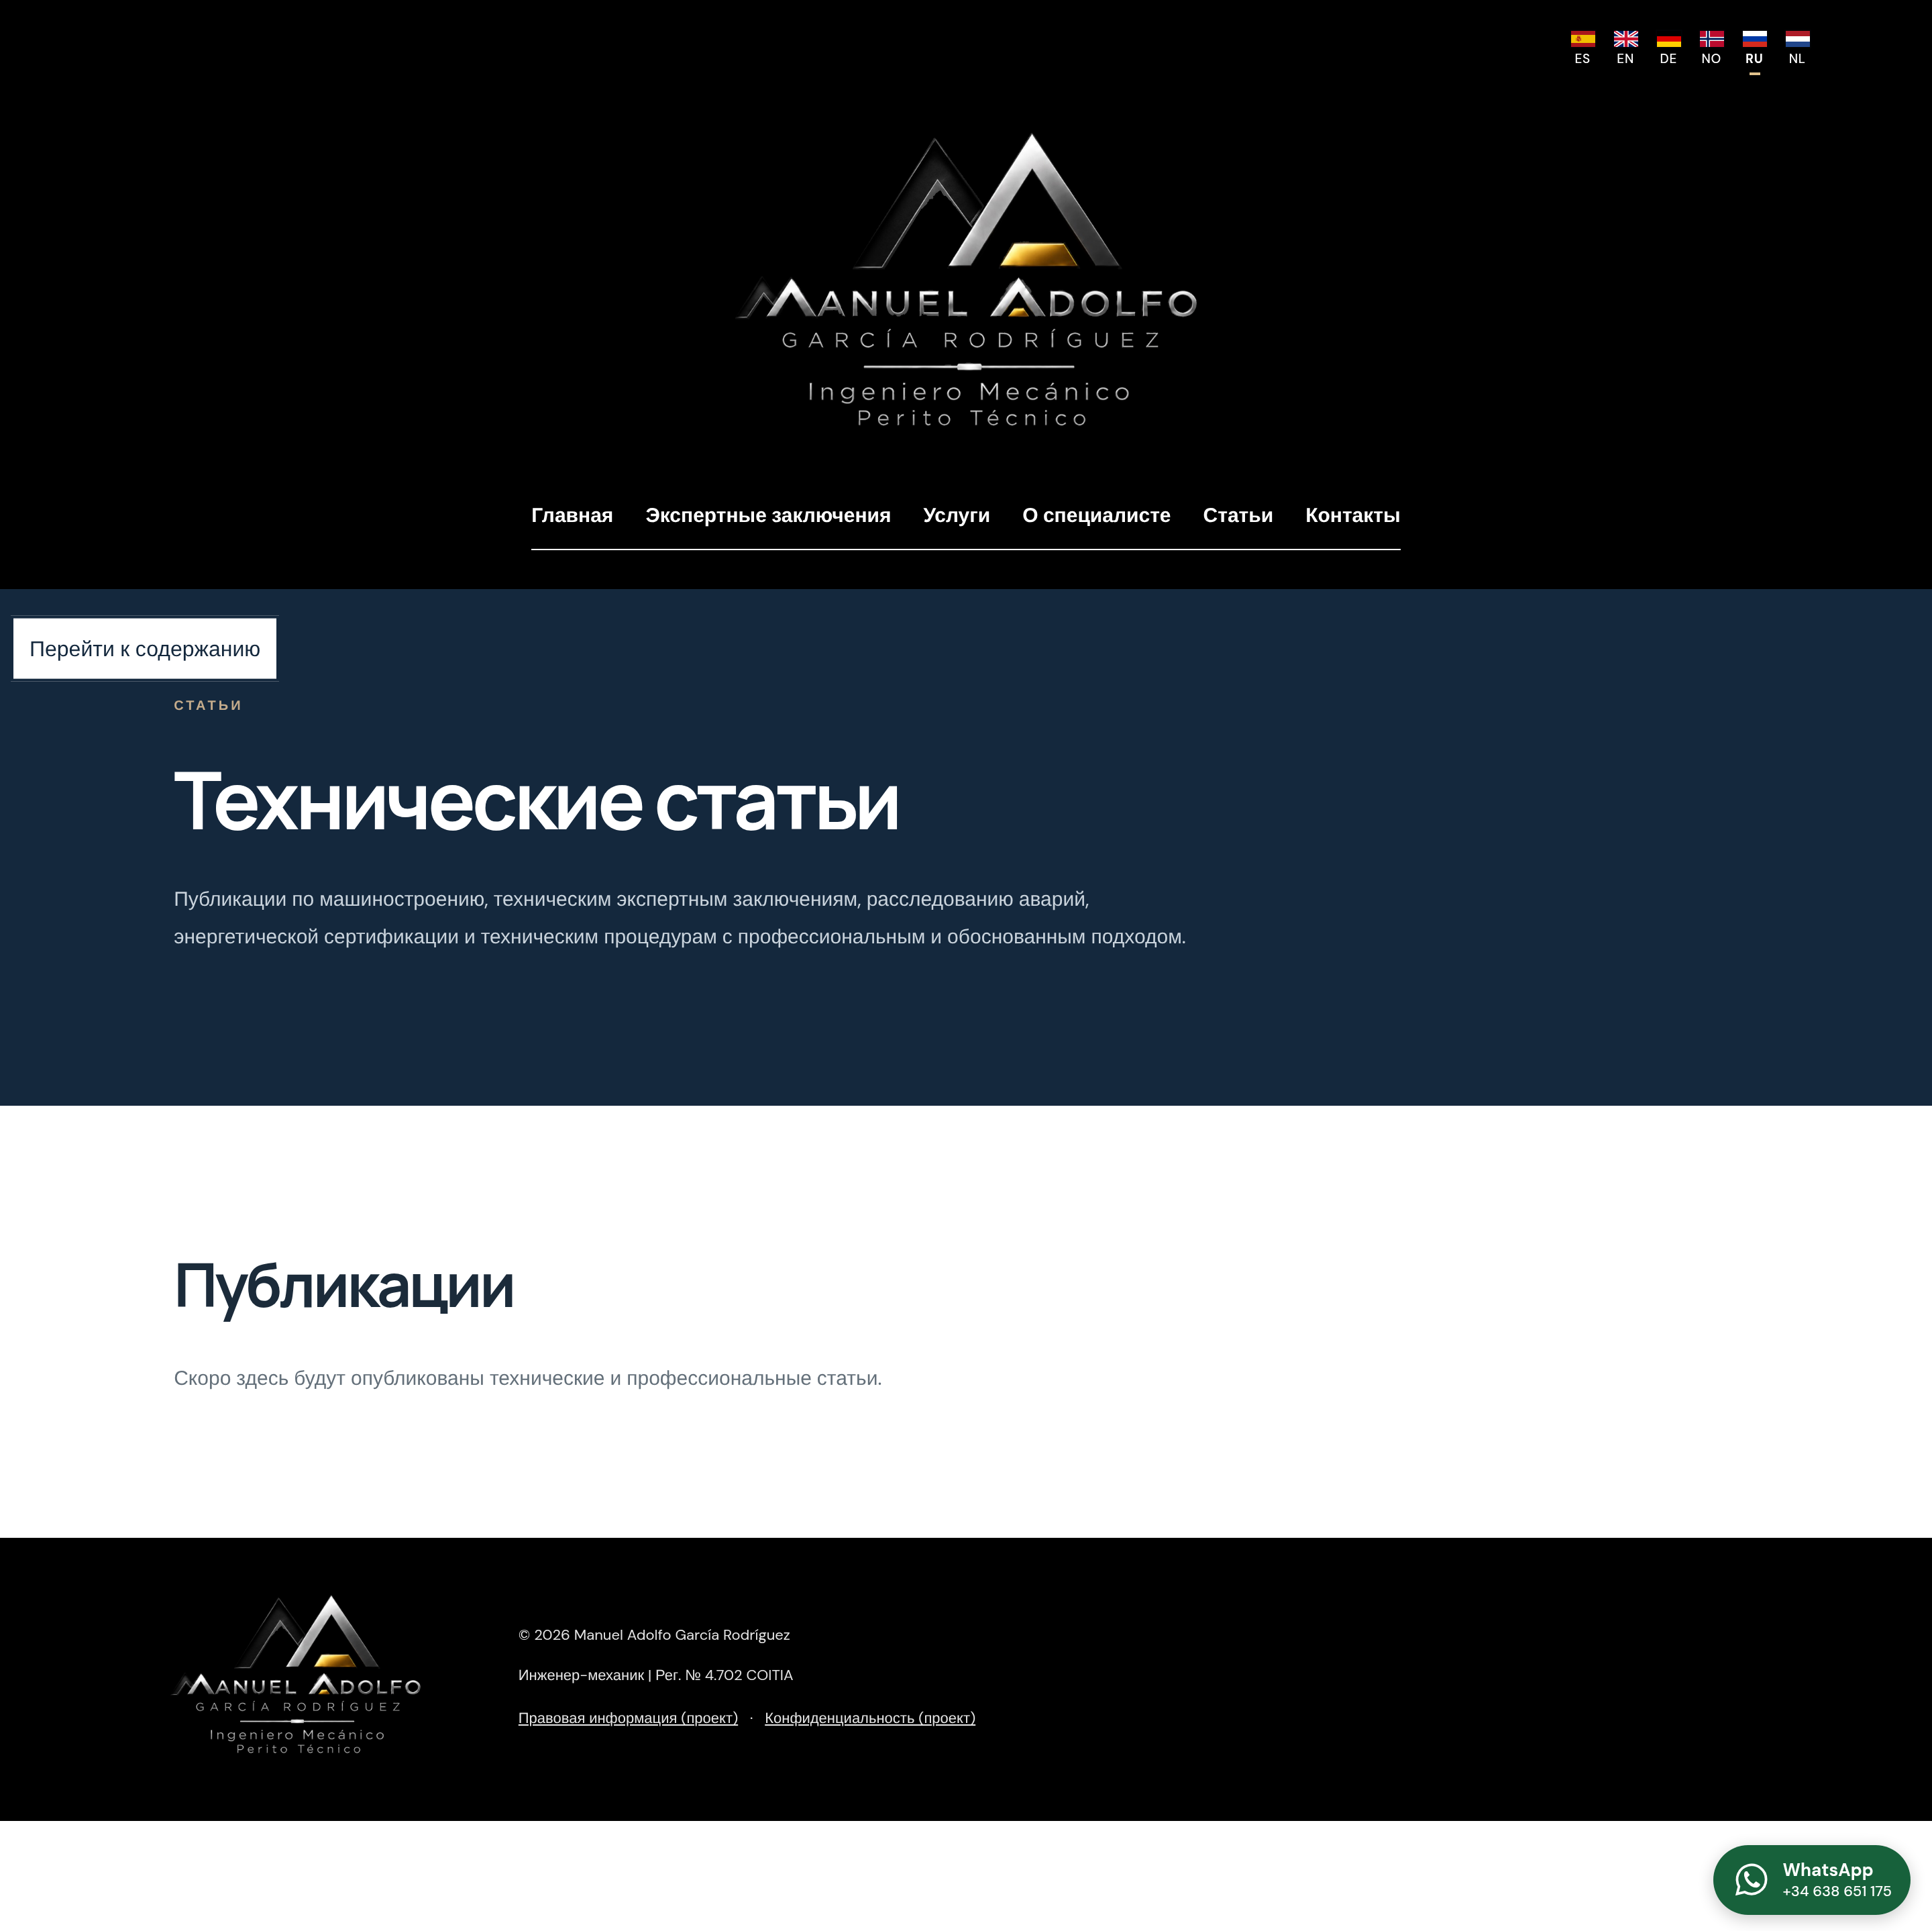 ES EN DE NO RU NL
MANUEL ADOLFO
GARCÍA RODRÍGUEZ
Ingeniero Mecánico
Perito Técnico
Главная Экспертные заключения Услуги О специалисте Статьи Контакты
Перейти к содержанию
СТАТЬИ
Технические статьи
Публикации по машиностроению, техническим экспертным заключениям, расследованию аварий,
энергетической сертификации и техническим процедурам с профессиональным и обоснованным подходом.
Публикации
Скоро здесь будут опубликованы технические и профессиональные статьи.
MANUEL ADOLFO
GARCÍA RODRÍGUEZ
Ingeniero Mecánico
Perito Técnico
© 2026 Manuel Adolfo García Rodríguez
Инженер-механик | Рег. № 4.702 COITIA
Правовая информация (проект) · Конфиденциальность (проект)
WhatsApp
+34 638 651 175